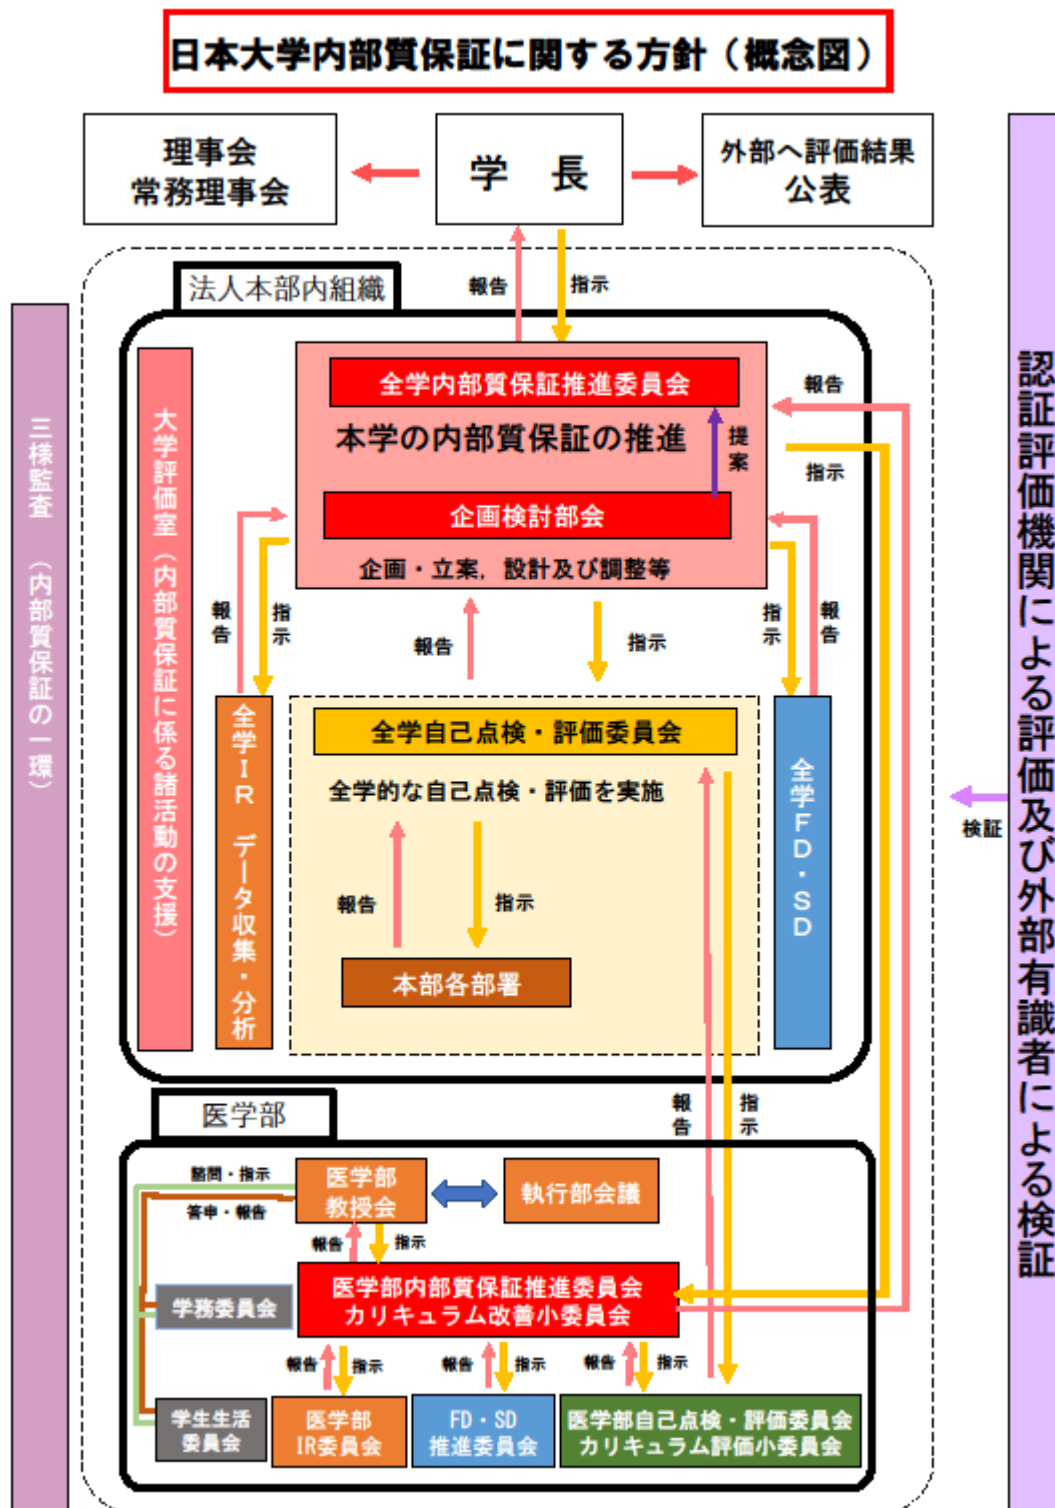 日本大学内部質保証に関する方針（概念図）
理事会
常務理事会
学　長
外部へ評価結果
公表
報告
指示
法人本部内組織
三様監査　（内部質保証の一環）
大学評価室（内部質保証に係る諸活動の支援）
全学内部質保証推進委員会
本学の内部質保証の推進
提案
企画検討部会
企画・立案，設計及び調整等
報告
指示
報告
指示
報告
指示
指示
報告
全学ＩＲ　データ収集・分析
全学自己点検・評価委員会
全学的な自己点検・評価を実施
報告
指示
本部各部署
全学ＦＤ・ＳＤ
検証
認証評価機関による評価及び外部有識者による検証
報告
指示
医学部
諮問・指示
答申・報告
医学部
教授会
執行部会議
報告
指示
学務委員会
医学部内部質保証推進委員会
カリキュラム改善小委員会
報告
指示
報告
指示
報告
指示
学生生活
委員会
医学部
IR委員会
FD・SD
推進委員会
医学部自己点検・評価委員会
カリキュラム評価小委員会